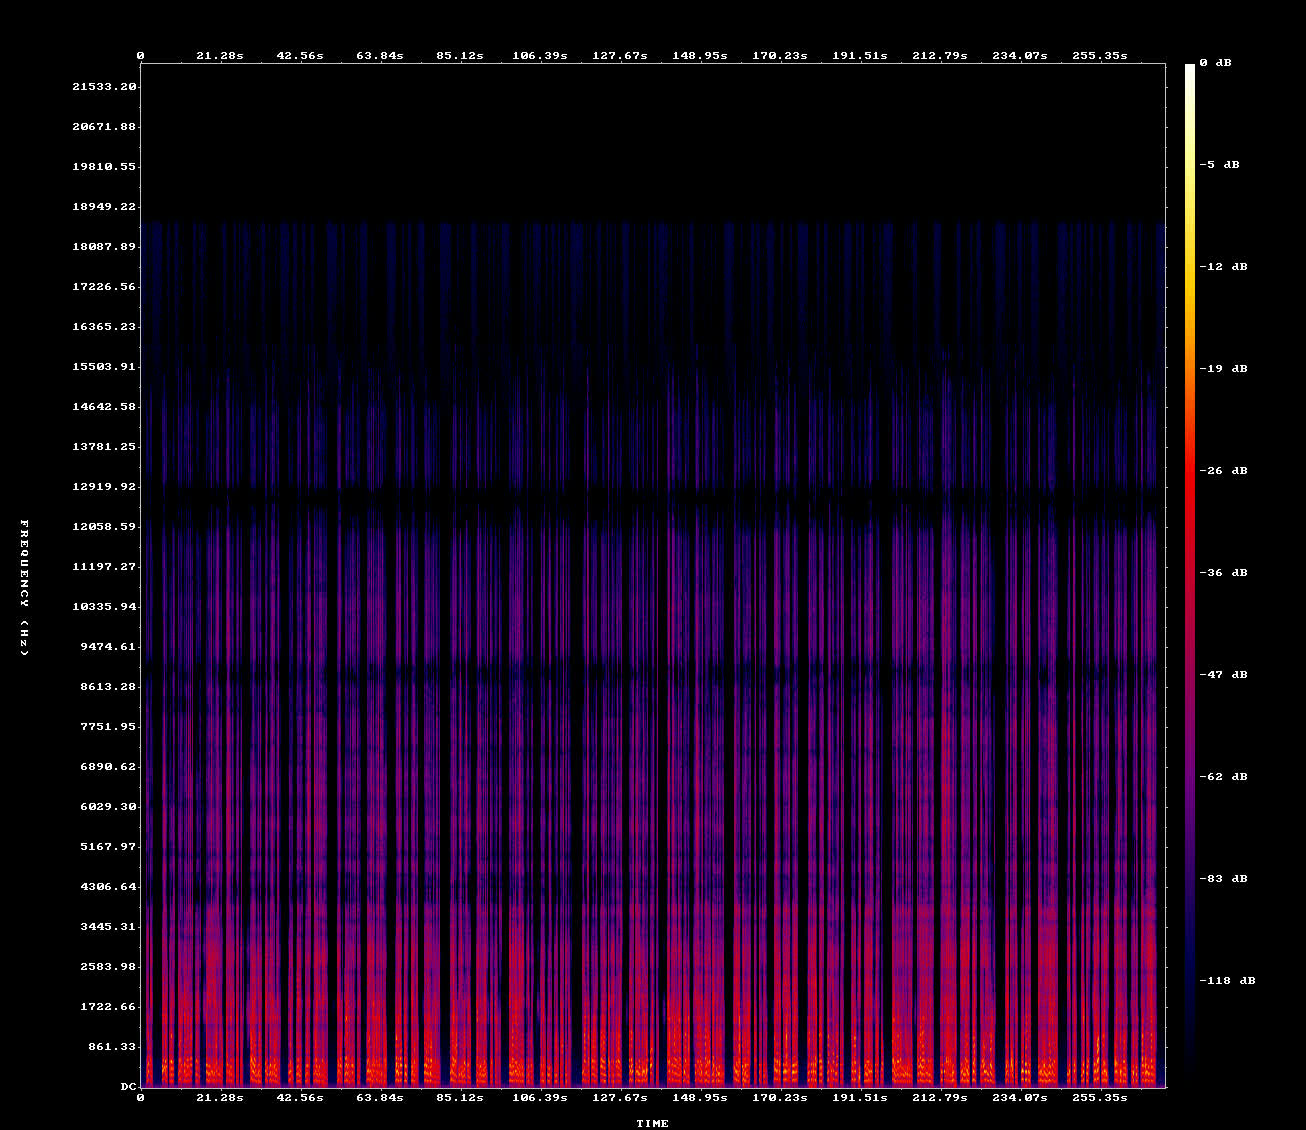 0 21.28s 42.56s 63.84s 85.12s 106.39s 127.67s 148.95s 170.23s 191.51s 212.79s 234.07s 255.35s
0 dB
21533.20
20671.88
19810.55
-5 dB
18949.22
18087.89
17226.56
-12 dB
16365.23
15503.91
-19 dB
14642.58
13781.25
-26 dB
12919.92
12058.59
11197.27
-36 dB
10335.94
9474.61
-47 dB
8613.28
7751.95
6890.62
-62 dB
6029.30
5167.97
4306.64
-83 dB
3445.31
2583.98
-118 dB
1722.66
861.33
DC
FREQUENCY (Hz)
0 21.28s 42.56s 63.84s 85.12s 106.39s 127.67s 148.95s 170.23s 191.51s 212.79s 234.07s 255.35s
TIME